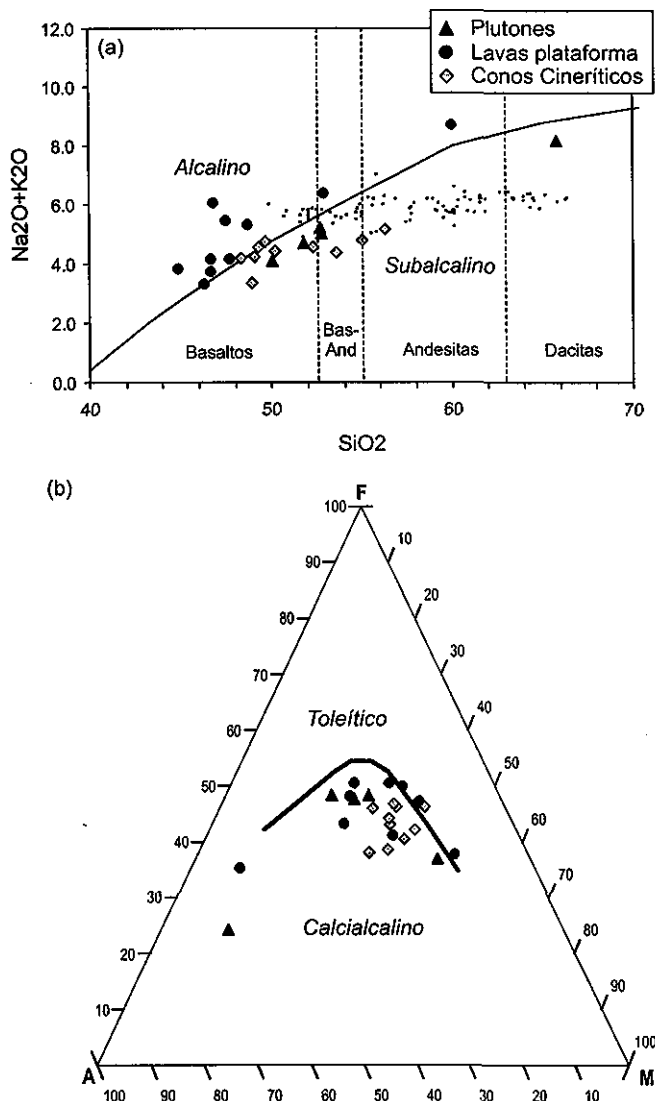 (a)
Plutones
Lavas plataforma
Conos Cineríticos
12.0
10.0
8.0
6.0
4.0
2.0
0.0
Na2O+K2O
Alcalino
Subalcalino
Basaltos
Bas-
And
Andesitas
Dacitas
40 50 60 70
SiO2
(b)
F
100
90
80
70
60
50
40
30
20
10
10
20
30
40
50
60
70
80
90
100
Toleítico
Calcialcalino
A
M
100 90 80 70 60 50 40 30 20 10